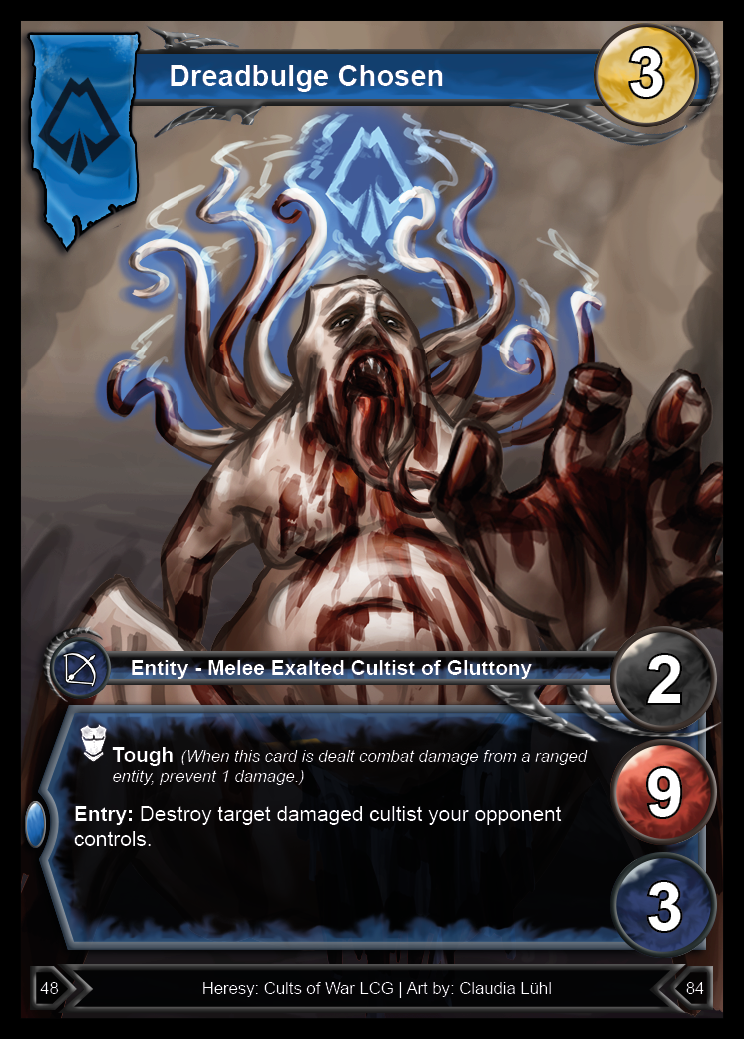 Dreadbulge Chosen
3
Entity - Melee Exalted Cultist of Gluttony
2
Tough (When this card is dealt combat damage from a ranged
entity, prevent 1 damage.)
9
Entry: Destroy target damaged cultist your opponent
controls.
3
48
Heresy: Cults of War LCG | Art by: Claudia Lühl
84